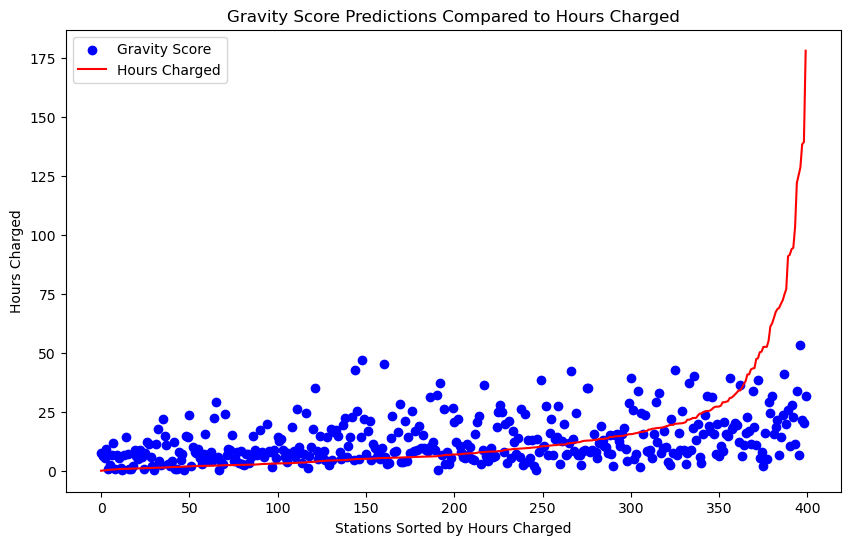 Gravity Score Predictions Compared to Hours Charged
Gravity Score
Hours Charged
175
150
125
100
75
50
25
0
Hours Charged
0 50 100 150 200 250 300 350 400
Stations Sorted by Hours Charged